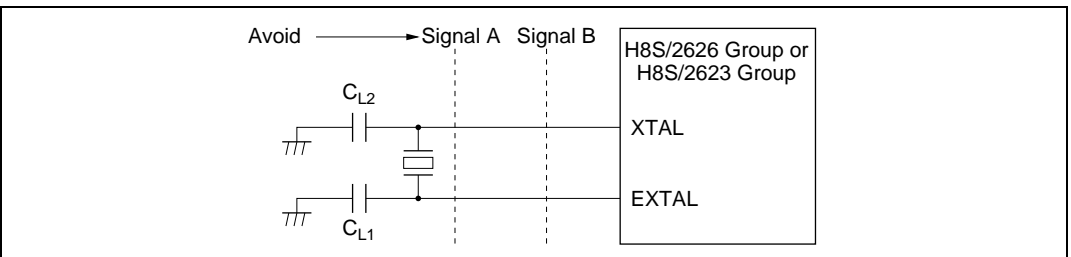 Avoid Signal A Signal B
H8S/2626 Group or
H8S/2623 Group
CL2
XTAL
EXTAL
CL1